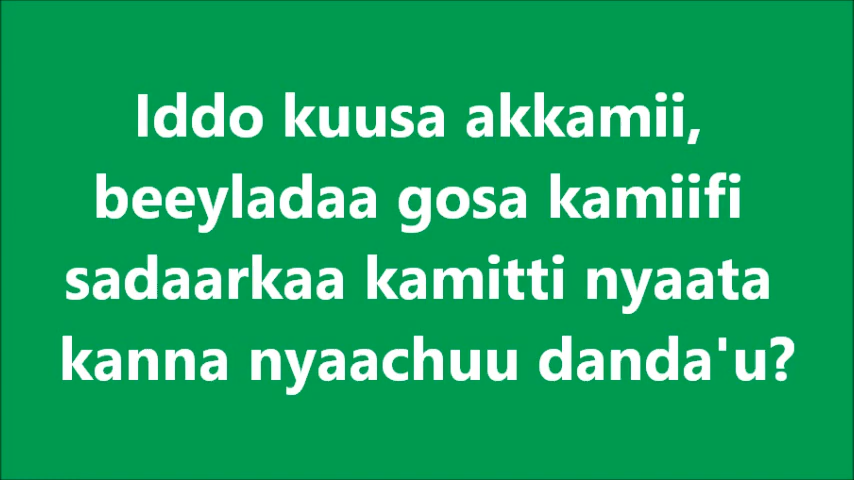 Iddo kuusa akkamii,
beeyladaa gosa kamiifi
sadaarkaa kamitti nyaata
kanna nyaachuu danda'u?